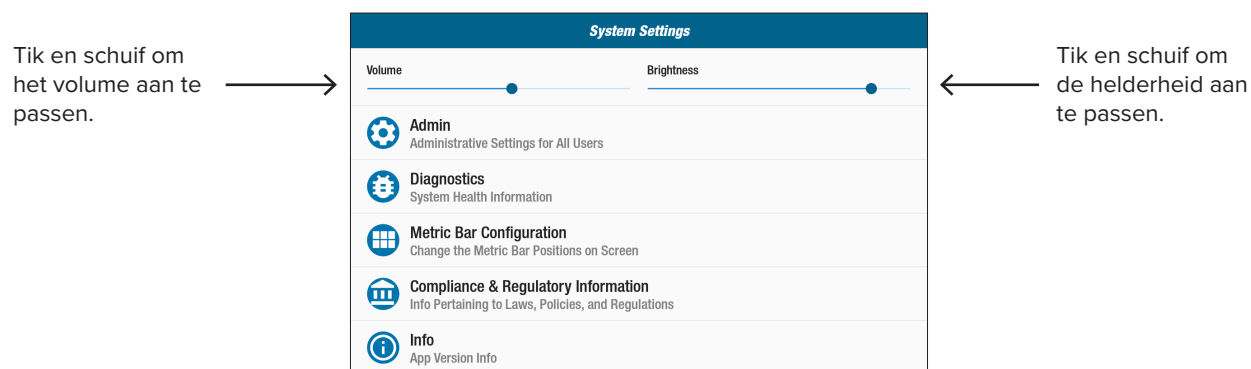 System Settings
Tik en schuif om
het volume aan te
passen.
Volume
Brightness
Tik en schuif om
de helderheid aan
te passen.
Admin
Administrative Settings for All Users
Diagnostics
System Health Information
Metric Bar Configuration
Change the Metric Bar Positions on Screen
Compliance & Regulatory Information
Info Pertaining to Laws, Policies, and Regulations
Info
App Version Info